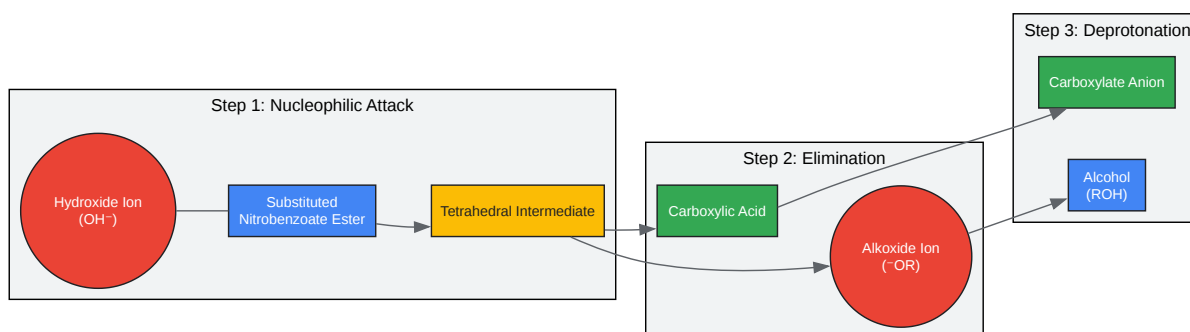 Step 1: Nucleophilic Attack
Hydroxide Ion
(OH⁻)
Substituted
Nitrobenzoate Ester
Tetrahedral Intermediate
Step 2: Elimination
Carboxylic Acid
Alkoxide Ion
(⁻OR)
Step 3: Deprotonation
Carboxylate Anion
Alcohol
(ROH)